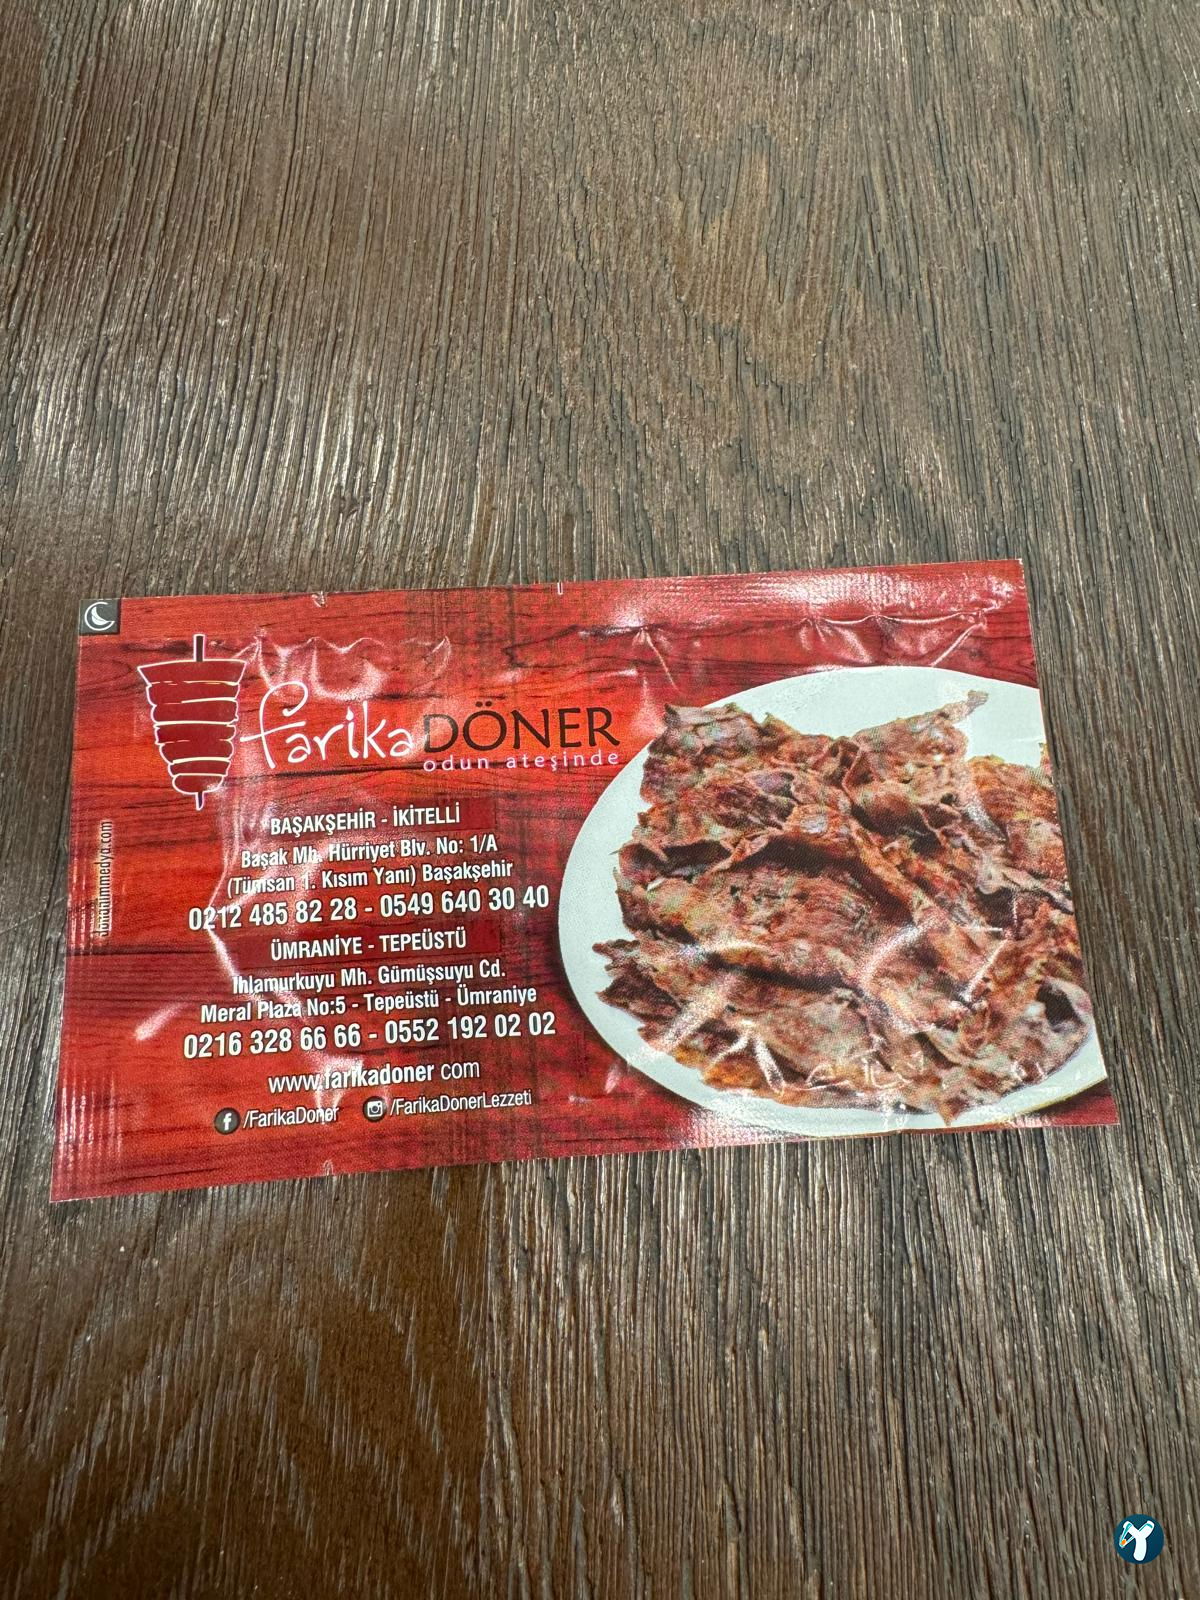 farika DÖNER
odun ateşinde
BAŞAKŞEHİR - İKİTELLİ
Başak Mh. Hürriyet Blv. No: 1/A
(Tümsan 1. Kısım Yanı) Başakşehir
0212 485 82 28 - 0549 640 30 40
ÜMRANİYE - TEPEÜSTÜ
Ihlamurkuyu Mh. Gümüşsuyu Cd.
Meral Plaza No:5 - Tepeüstü - Ümraniye
0216 328 66 66 - 0552 192 02 02
www.farikadoner com
/FarikaDoner /FarikaDonerLezzeti